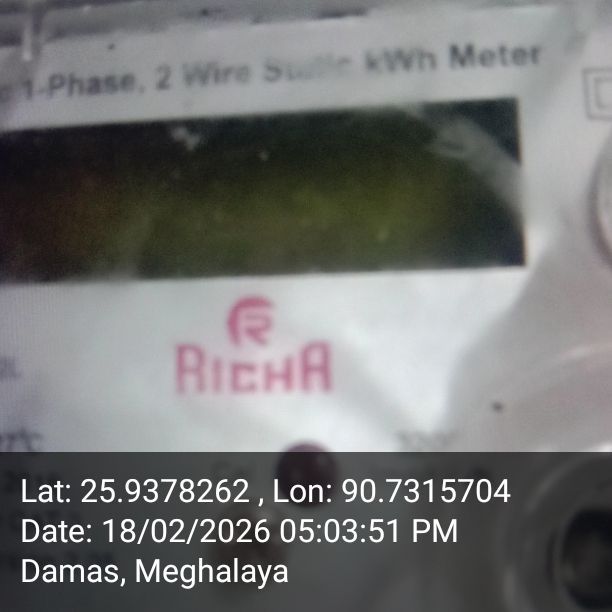 1-Phase, 2 Wire Static kWh Meter
RICHA
Lat: 25.9378262 , Lon: 90.7315704
Date: 18/02/2026 05:03:51 PM
Damas, Meghalaya